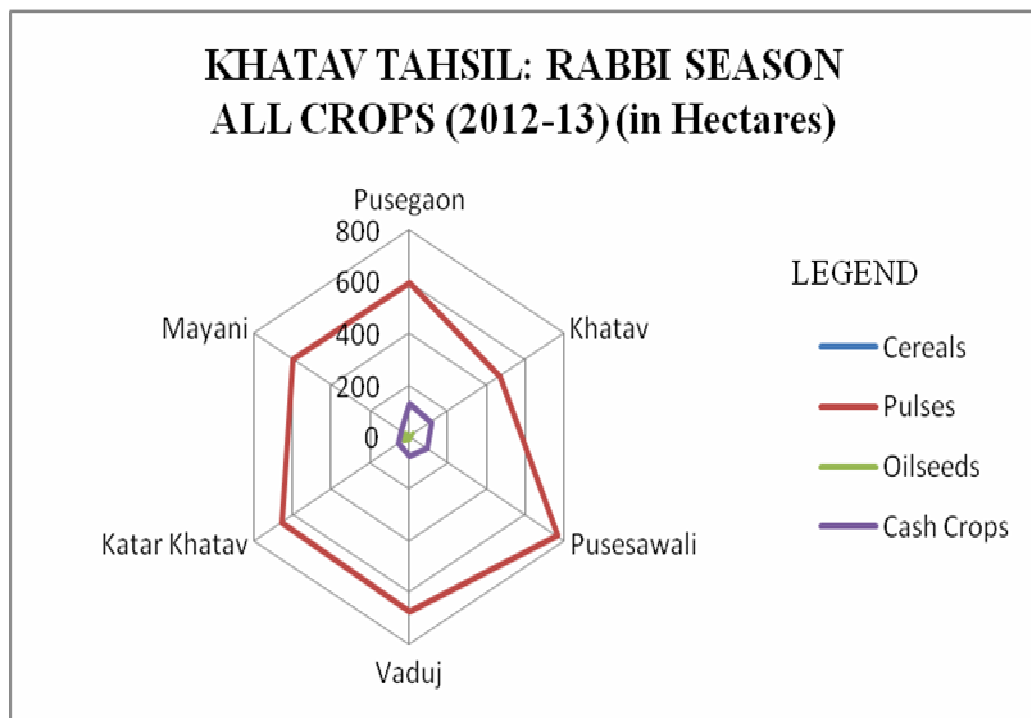 KHATAV TAHSIL: RABBI SEASON
ALL CROPS (2012-13) (in Hectares)
Pusegaon
800
600
Mayani
Khatav
400
200
0
Katar Khatav
Pusesawali
Vaduj
LEGEND
Cereals
Pulses
Oilseeds
Cash Crops